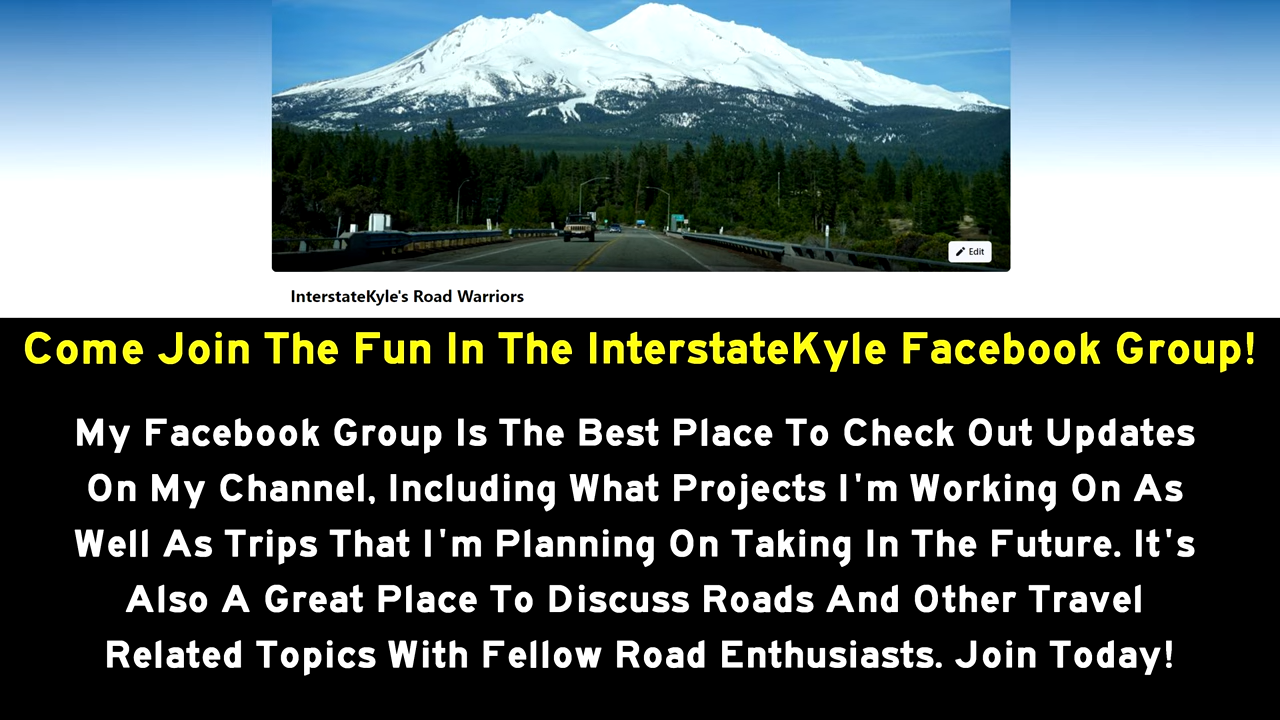 Edit
InterstateKyle's Road Warriors
Come Join The Fun In The InterstateKyle Facebook Group!
My Facebook Group Is The Best Place To Check Out Updates
On My Channel, Including What Projects I'm Working On As
Well As Trips That I'm Planning On Taking In The Future. It's
Also A Great Place To Discuss Roads And Other Travel
Related Topics With Fellow Road Enthusiasts. Join Today!